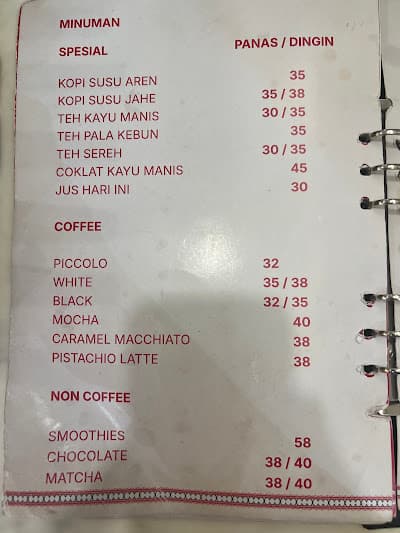 MINUMAN
SPESIAL PANAS / DINGIN
KOPI SUSU AREN 35
KOPI SUSU JAHE 35 / 38
TEH KAYU MANIS 30 / 35
TEH PALA KEBUN 35
TEH SEREH 30 / 35
COKLAT KAYU MANIS 45
JUS HARI INI 30
COFFEE
PICCOLO 32
WHITE 35 / 38
BLACK 32 / 35
MOCHA 40
CARAMEL MACCHIATO 38
PISTACHIO LATTE 38
NON COFFEE
SMOOTHIES 58
CHOCOLATE 38 / 40
MATCHA 38 / 40